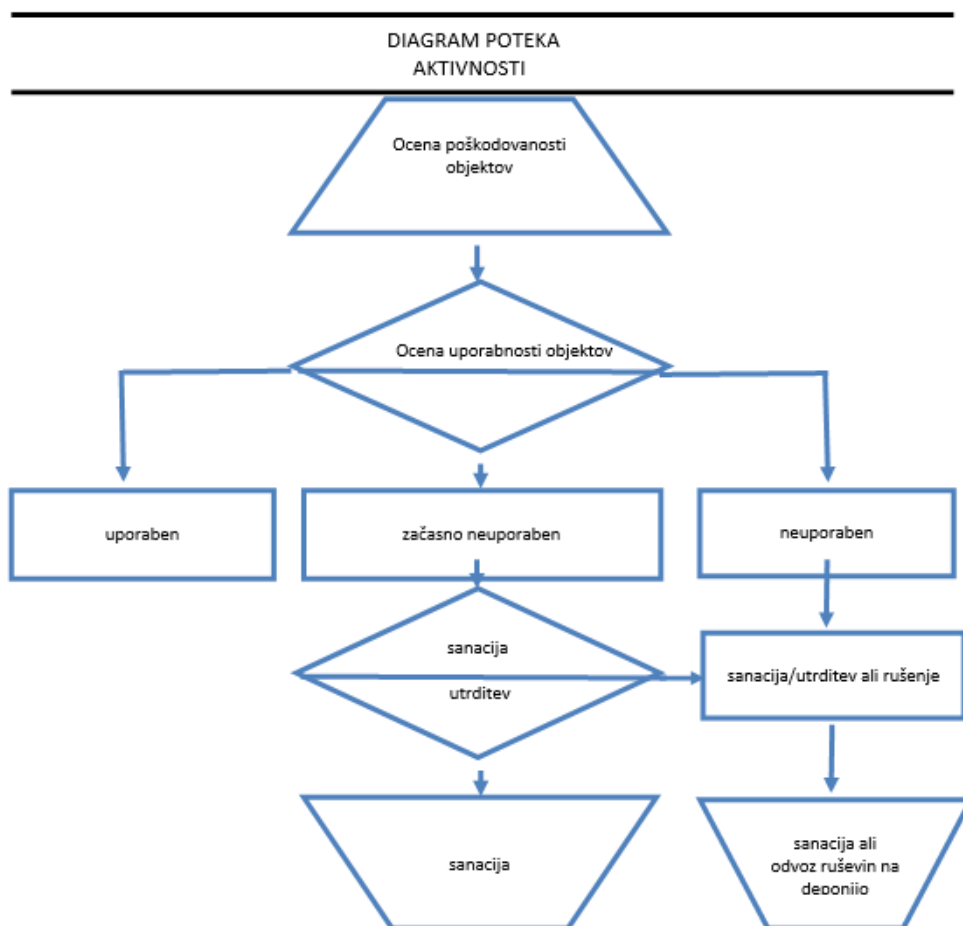 DIAGRAM POTEKA
AKTIVNOSTI
Ocena poškodovanosti
objektov
Ocena uporabnosti objektov
uporaben
začasno neuporaben
neuporaben
sanacija
utrditev
sanacija/utrditev ali rušenje
sanacija
sanacija ali
odvoz ruševin na
deponijo